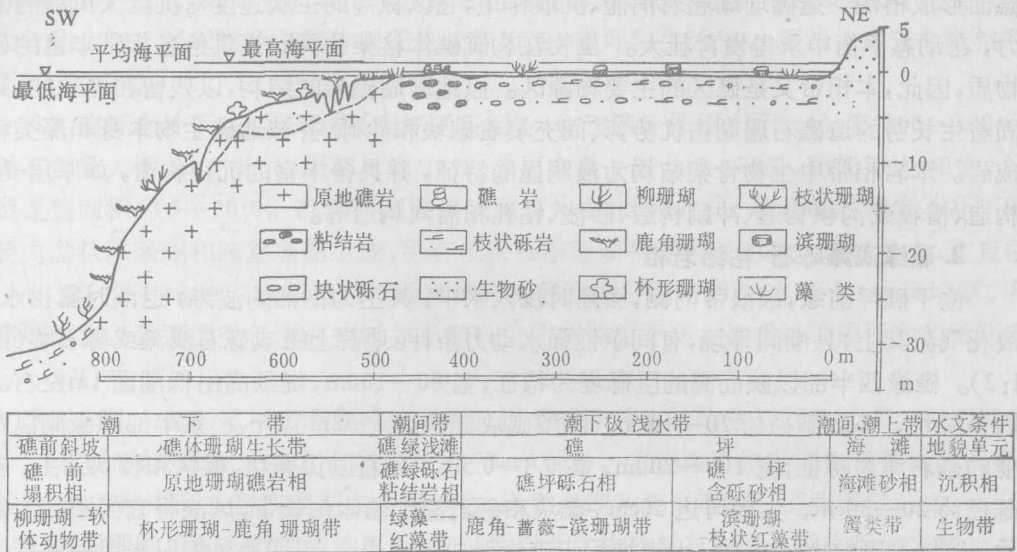 SW
NE
平均海平面
最高海平面
最低海平面
5
0
10
20
30
m
原地礁岩
礁 岩
柳珊瑚
枝状珊瑚
粘结岩
枝状砾岩
鹿角珊瑚
滨珊瑚
块状砾石
生物砂
杯形珊瑚
藻 类
800 700 600 500 400 300 200 100 0 m
潮 下 带 潮间带 潮下级浅水带 潮间.潮上带 水文条件
礁前斜坡 礁体珊瑚生长带 礁绿浅滩 礁 坪 海 滩 地貌单元
礁 前 塌积相 原地珊瑚礁岩相 礁绿砾石粘结岩相 礁坪砾石相 礁 坪 含砾砂相 海滩砂相 沉积相
柳珊瑚-软体动物带 杯形珊瑚-鹿角珊瑚带 绿藻 红藻带 鹿角-蔷薇-滨珊瑚带 滨珊瑚 枝状红藻带 生物带